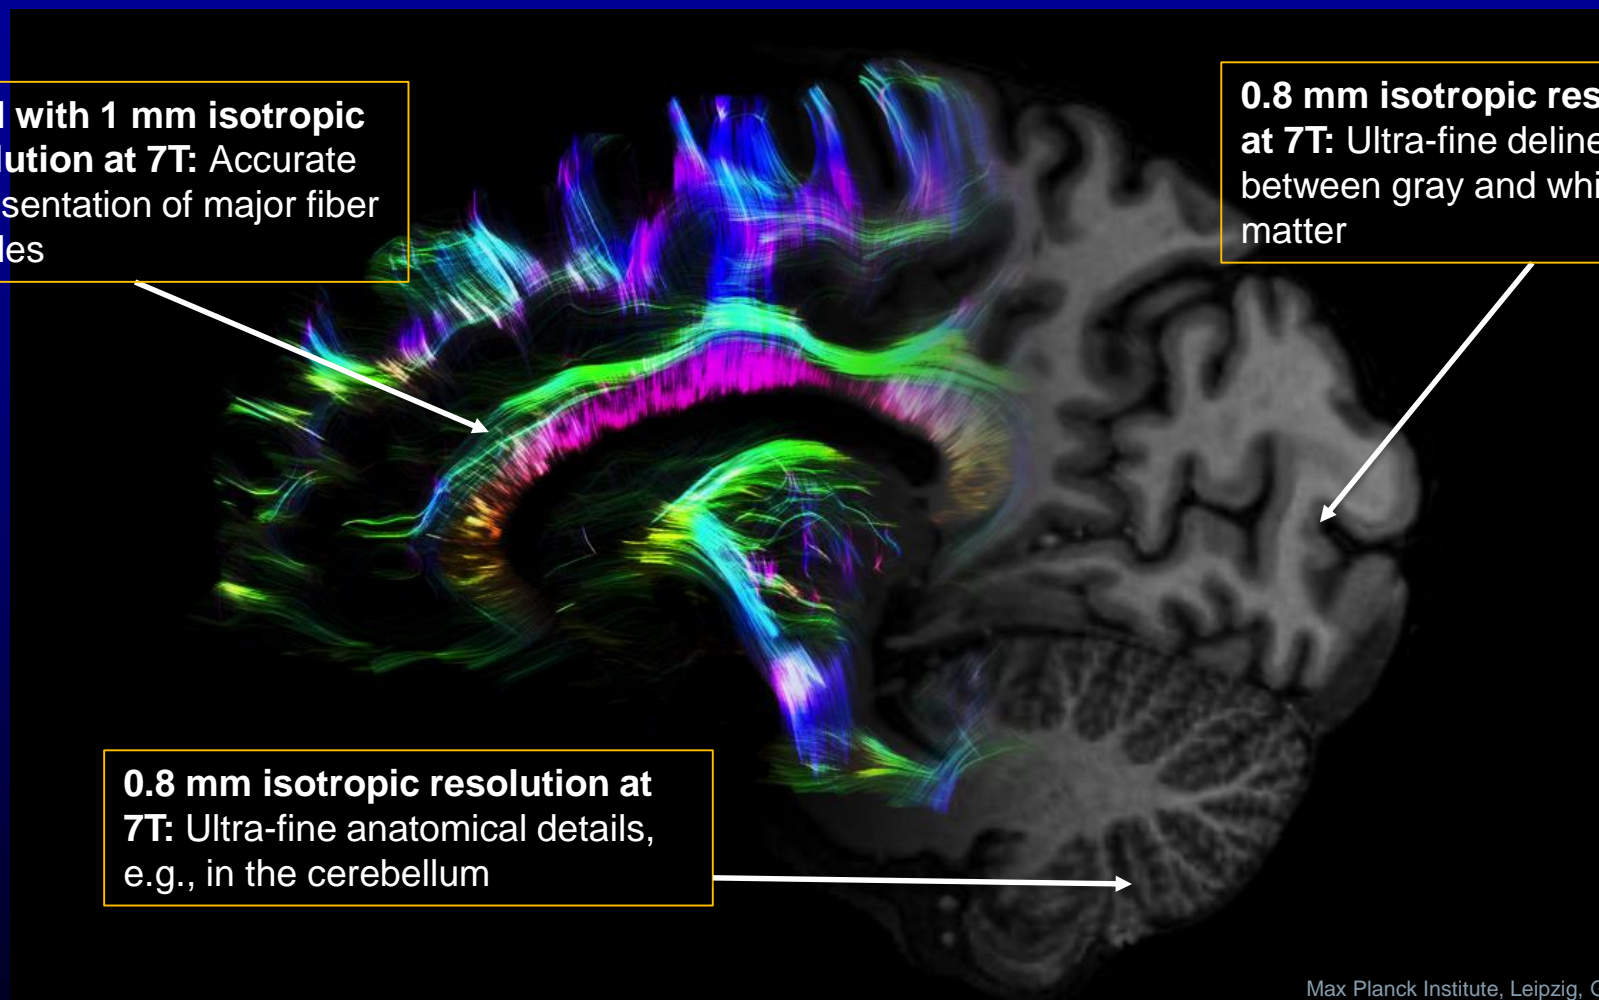 with 1 mm isotropic
lution at 7T: Accurate
sentation of major fiber
les
0.8 mm isotropic res
at 7T: Ultra-fine deline
between gray and whi
matter
0.8 mm isotropic resolution at
7T: Ultra-fine anatomical details,
e.g., in the cerebellum
Max Planck Institute, Leipzig, G